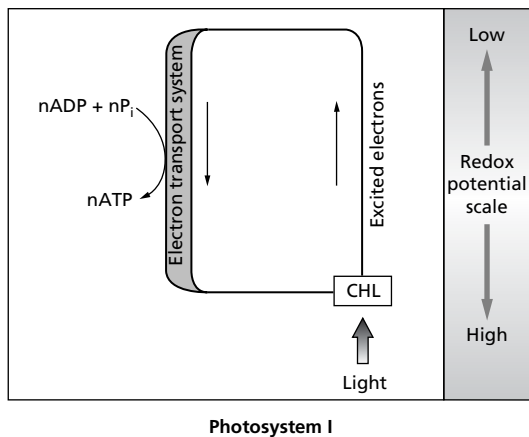 nADP + nPi
nATP
Electron transport system
Excited electrons
CHL
Light
Low
Redox
potential
scale
High
Photosystem I